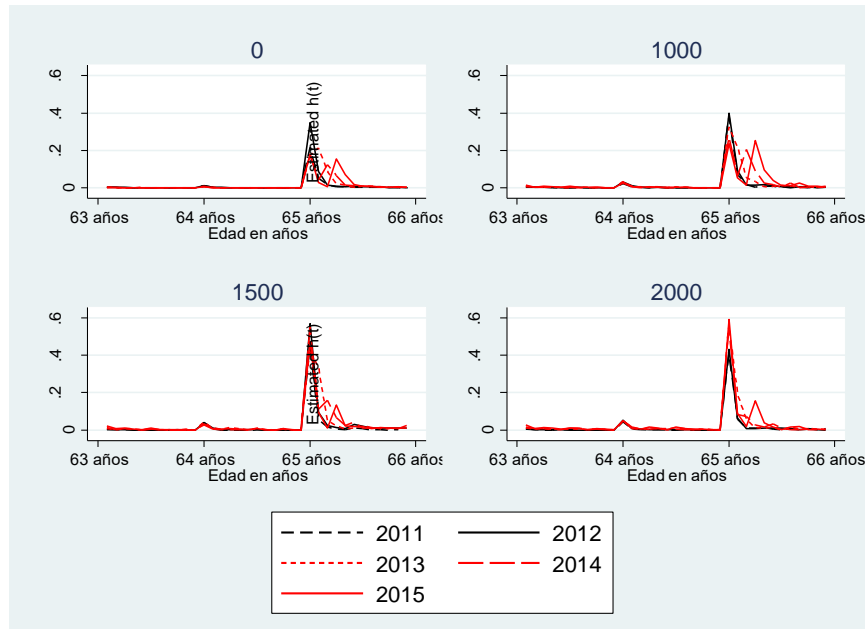 0
1000
.6
.4
.2
0
Estimated h(t)
63 años
64 años
65 años
66 años
Edad en años
.6
.4
.2
0
63 años
64 años
65 años
66 años
Edad en años
1500
2000
.6
.4
.2
0
Estimated h(t)
63 años
64 años
65 años
66 años
Edad en años
.6
.4
.2
0
63 años
64 años
65 años
66 años
Edad en años
2011
2012
2013
2014
2015